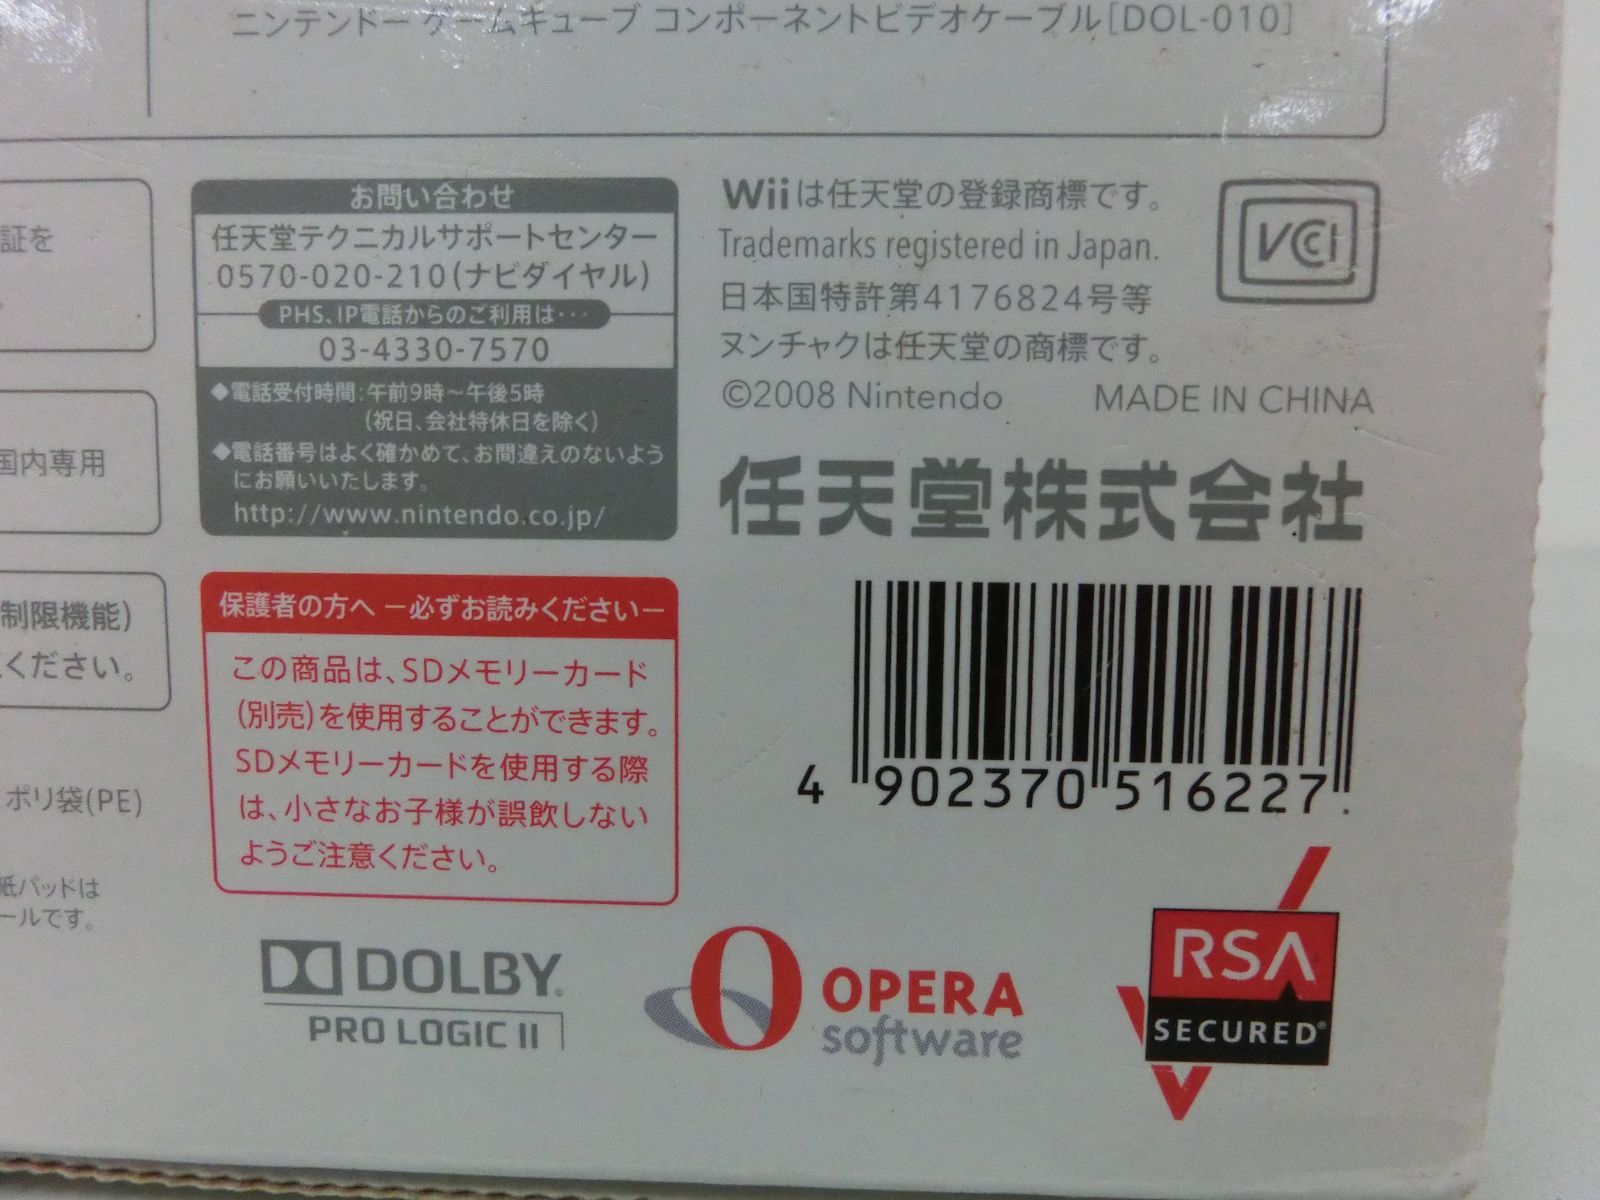 ニンテンドー ゲームキューブ コンポーネントビデオケーブル[DOL-010]
証を
国内専用
制限機能)
ください。
ポリ袋(PE)
紙パッドは
ールです。
お問い合わせ
任天堂テクニカルサポートセンター
0570-020-210(ナビダイヤル)
PHS、IP電話からのご利用は・・・
03-4330-7570
◆電話受付時間:午前9時～午後5時
(祝日、会社特休日を除く)
◆電話番号はよく確かめて、お間違えのないよう
にお願いいたします。
http://www.nintendo.co.jp/
保護者の方へ －必ずお読みください－
この商品は、SDメモリーカード
(別売)を使用することができます。
SDメモリーカードを使用する際
は、小さなお子様が誤飲しない
ようご注意ください。
Wiiは任天堂の登録商標です。
Trademarks registered in Japan.
日本国特許第4176824号等
ヌンチャクは任天堂の商標です。
©2008 Nintendo MADE IN CHINA
VCCI
任天堂株式会社
4 902370 516227
DOLBY
PRO LOGIC II
OPERA
software
RSA
SECURED®